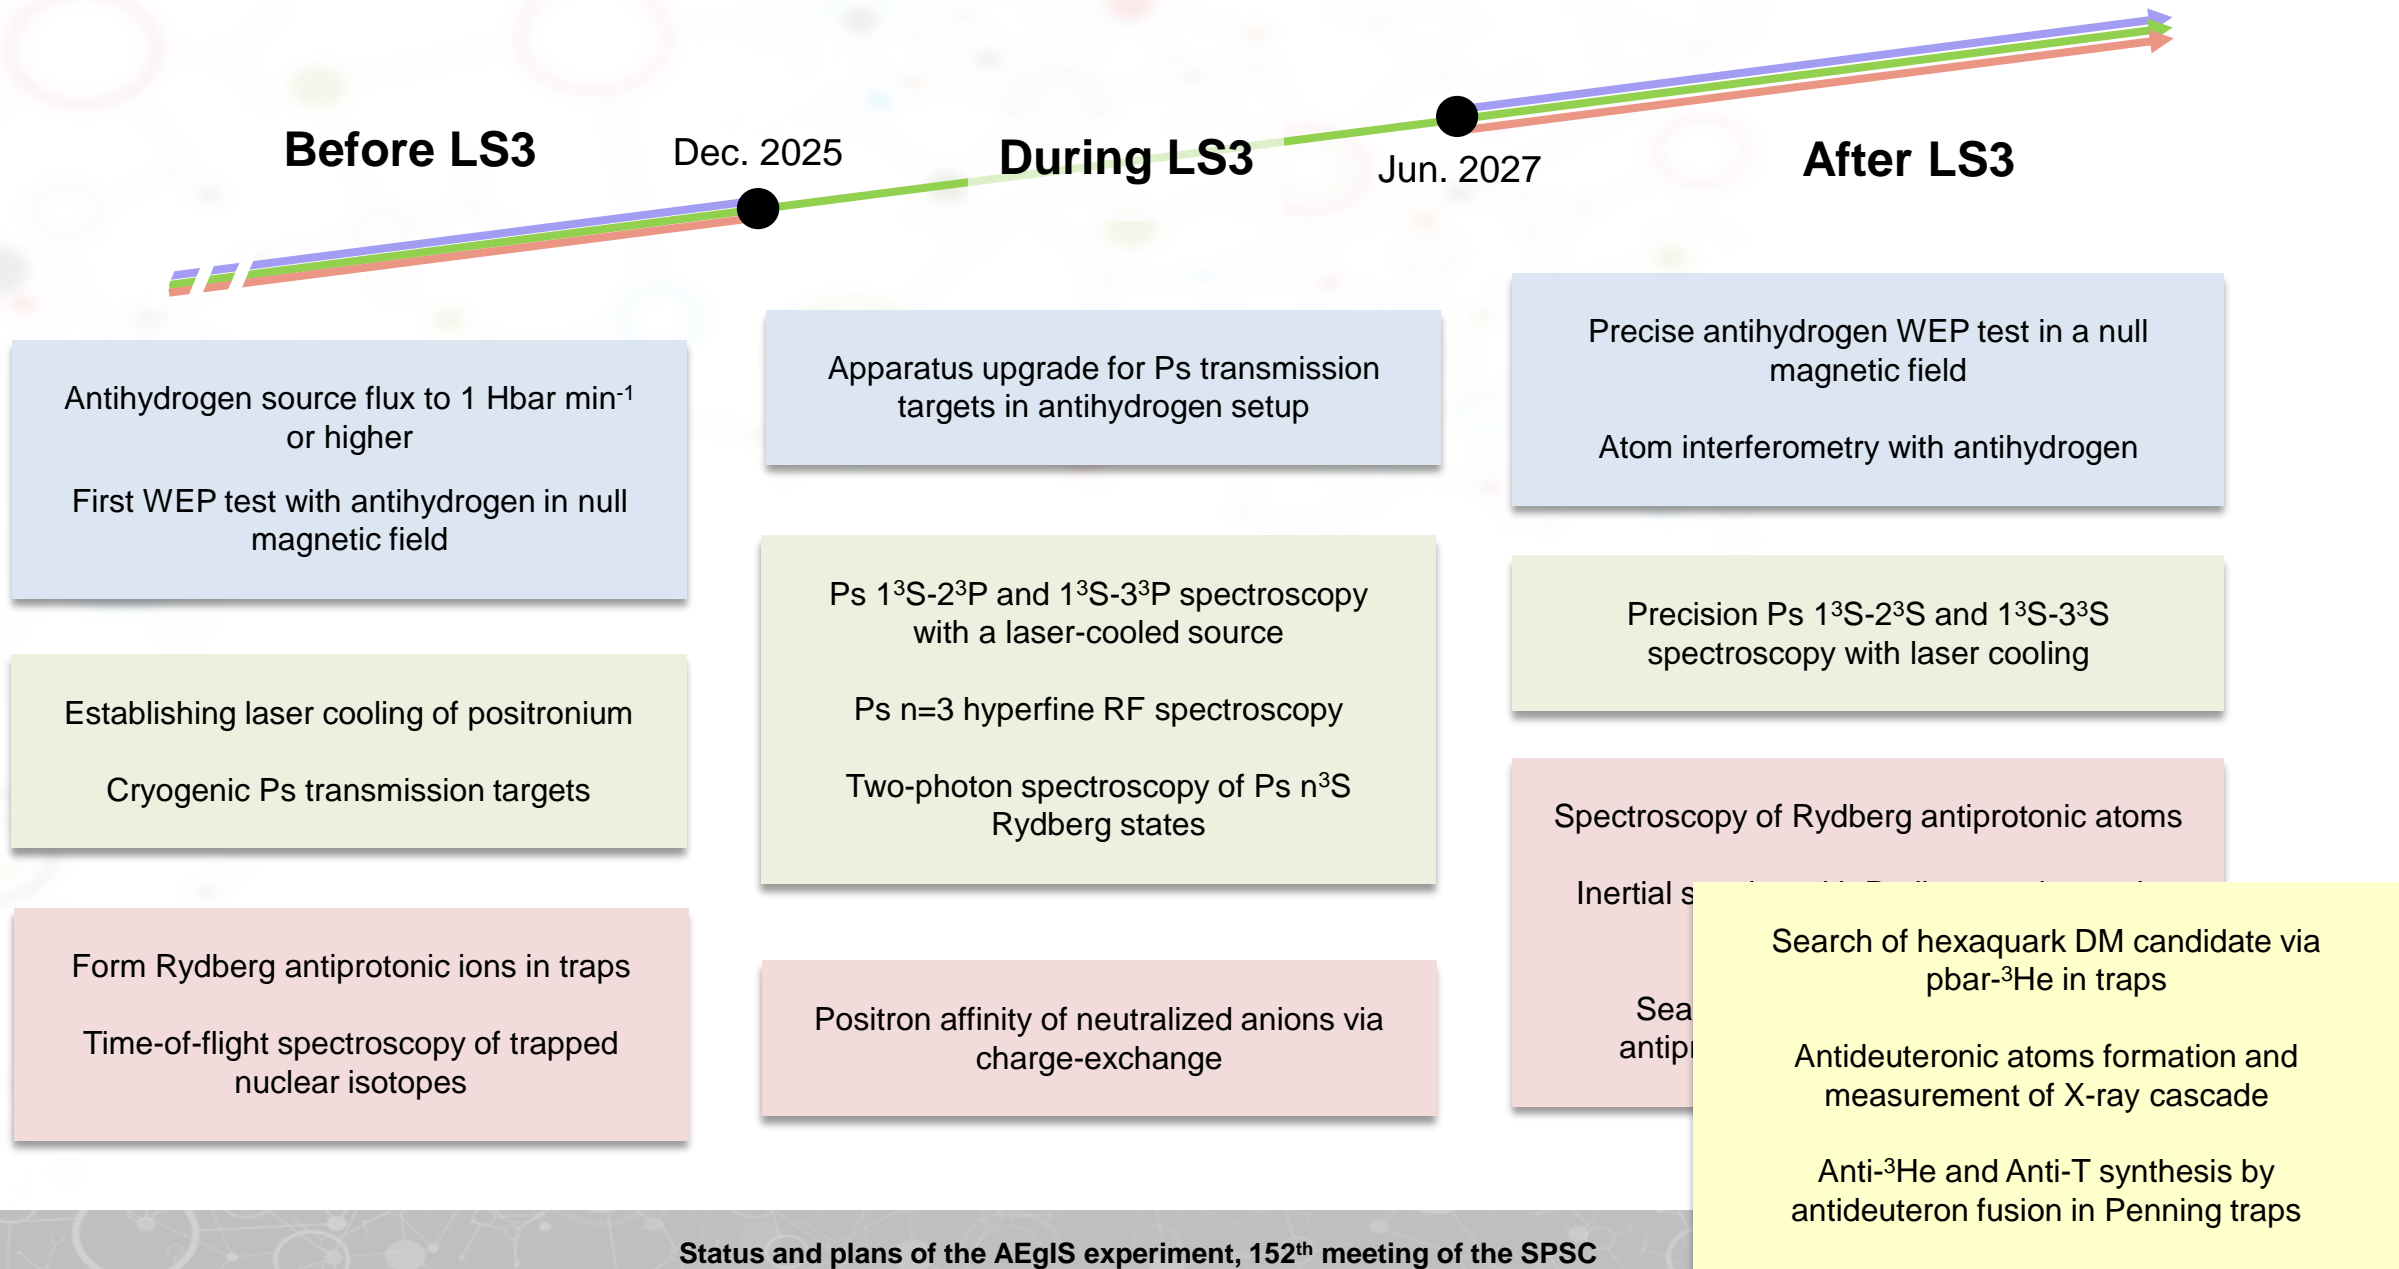 Before LS3
Dec. 2025
During LS3
Jun. 2027
After LS3
Antihydrogen source flux to 1 Hbar min⁻¹
or higher
First WEP test with antihydrogen in null
magnetic field
Establishing laser cooling of positronium
Cryogenic Ps transmission targets
Form Rydberg antiprotonic ions in traps
Time-of-flight spectroscopy of trapped
nuclear isotopes
Apparatus upgrade for Ps transmission
targets in antihydrogen setup
Ps 1³S-2³P and 1³S-3³P spectroscopy
with a laser-cooled source
Ps n=3 hyperfine RF spectroscopy
Two-photon spectroscopy of Ps n³S
Rydberg states
Positron affinity of neutralized anions via
charge-exchange
Precise antihydrogen WEP test in a null
magnetic field
Atom interferometry with antihydrogen
Precision Ps 1³S-2³S and 1³S-3³S
spectroscopy with laser cooling
Spectroscopy of Rydberg antiprotonic atoms
Inertial
Search of hexaquark DM candidate via
pbar-³He in traps
Antideuteronic atoms formation and
measurement of X-ray cascade
Anti-³He and Anti-T synthesis by
antideuteron fusion in Penning traps
Status and plans of the AEgIS experiment, 152ᵗʰ meeting of the SPSC